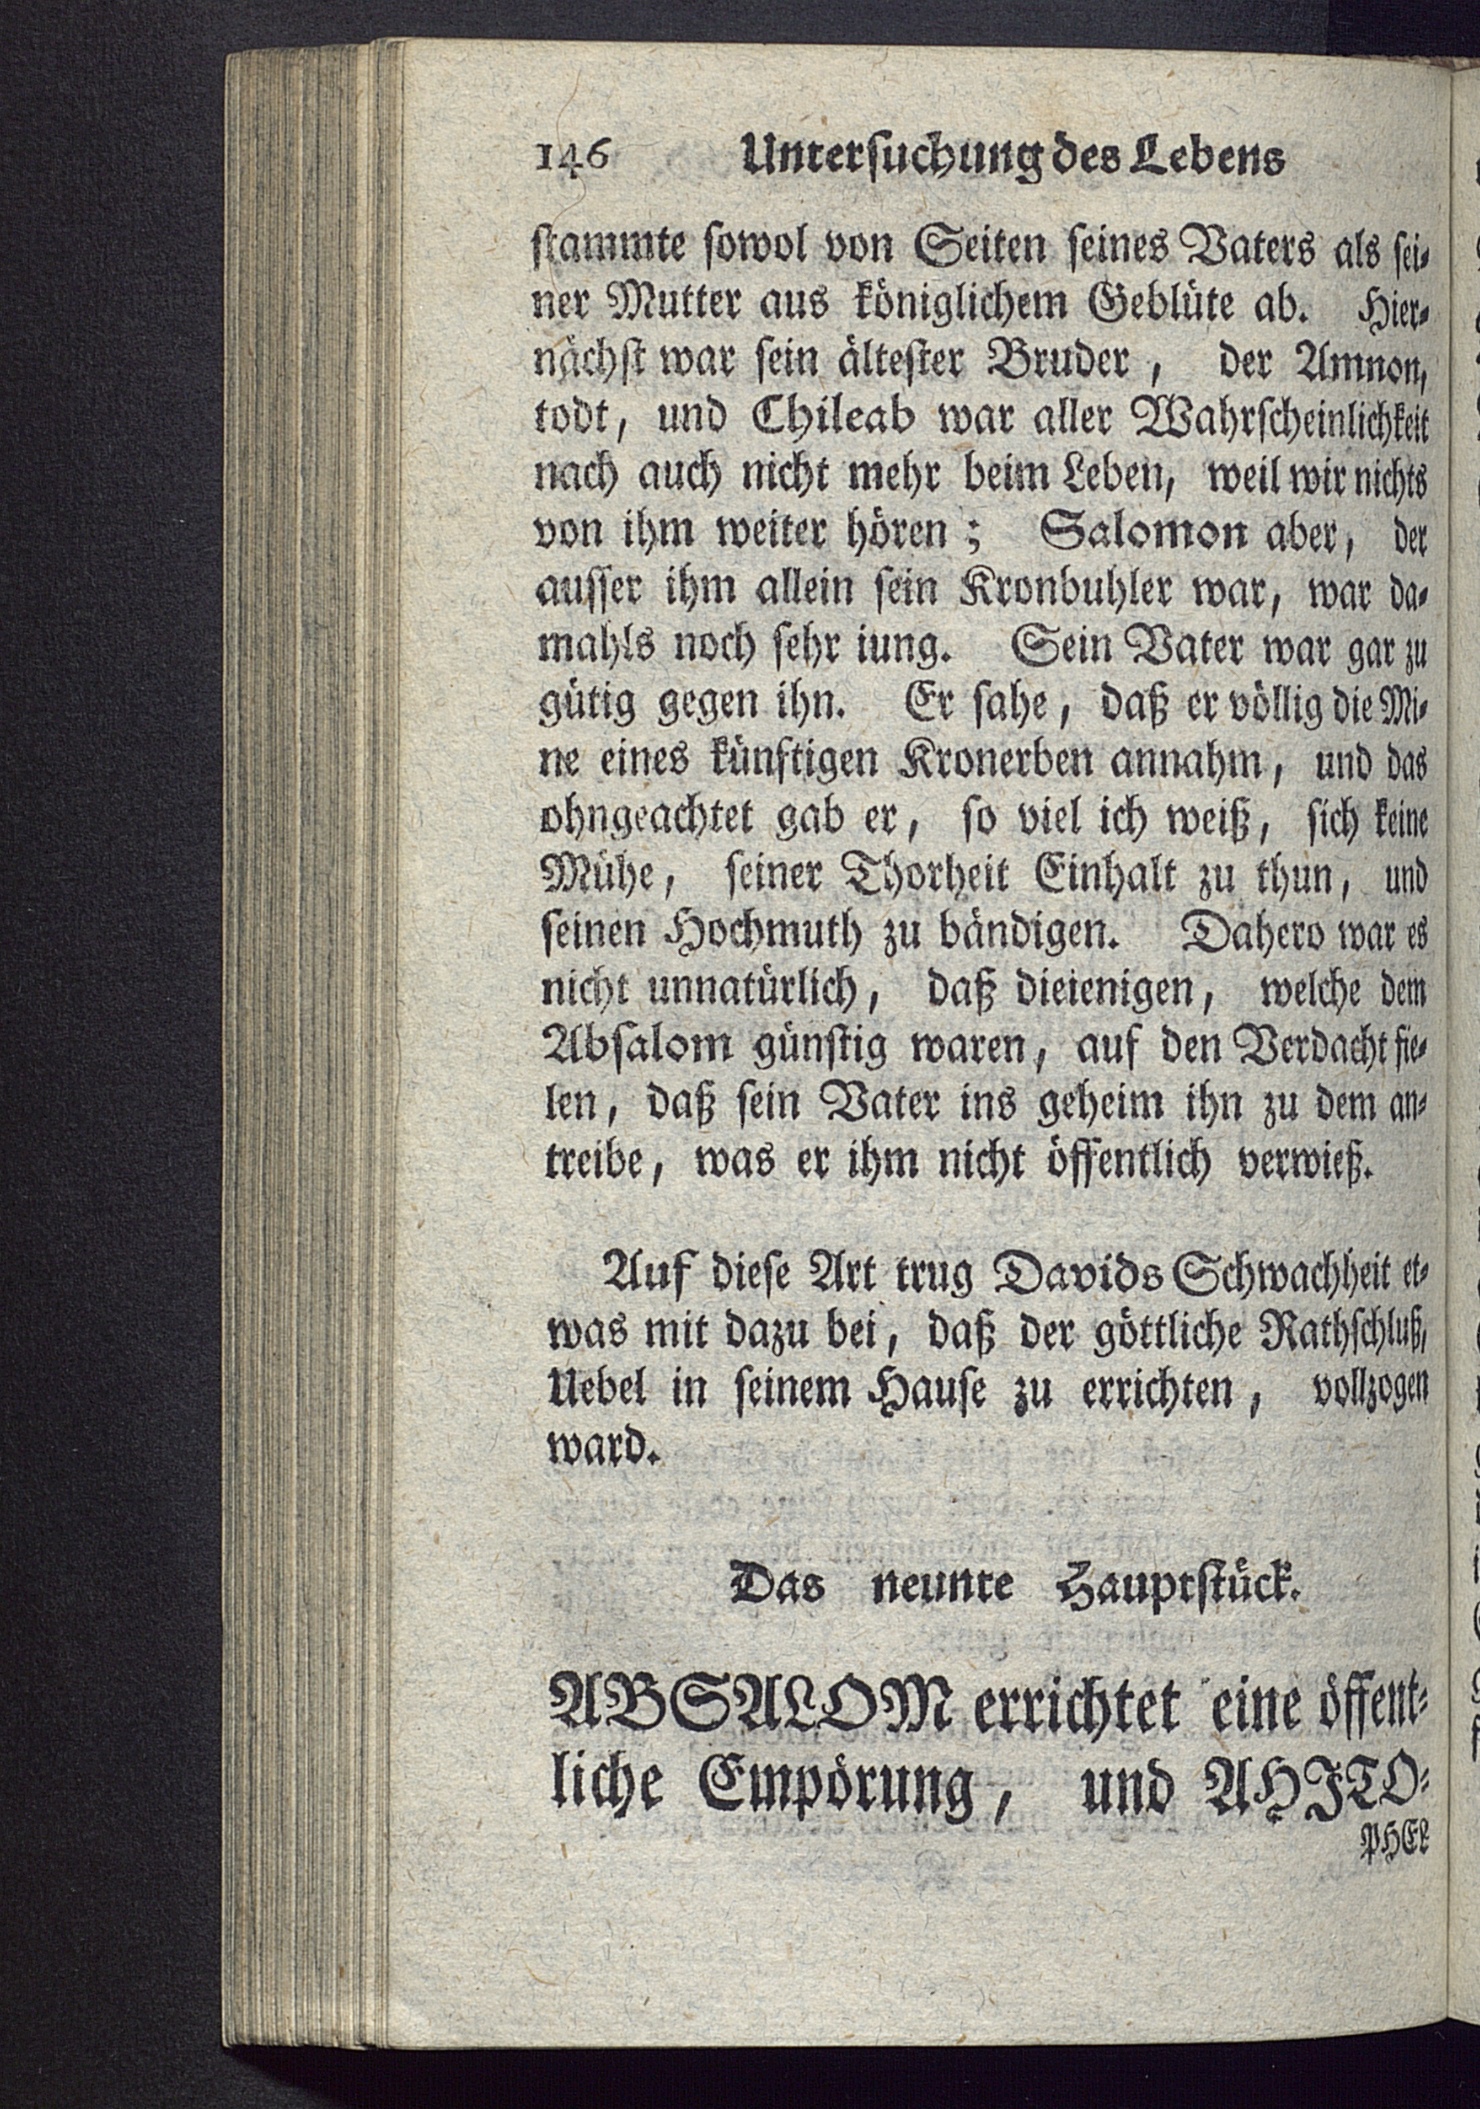 146 Untersuchung des Lebens
stammte sowol von Seiten seines Vaters als sei-
ner Mutter aus königlichem Geblüte ab. Hier-
nächst war sein ältester Bruder, der Amnon,
todt, und Chileab war aller Wahrscheinlichkeit
nach auch nicht mehr beim Leben, weil wir nichts
von ihm weiter hören; Salomon aber, der
ausser ihm allein sein Kronbuhler war, war da-
mahls noch sehr iung. Sein Vater war gar zu
gütig gegen ihn. Er sahe, daß er völlig die Mi-
ne eines künftigen Kronerben annahm, und das
ohngeachtet gab er, so viel ich weiß, sich keine
Mühe, seiner Thorheit Einhalt zu thun, und
seinen Hochmuth zu bändigen. Dahero war es
nicht unnatürlich, daß dieienigen, welche dem
Absalom günstig waren, auf den Verdacht fie-
len, daß sein Vater ins geheim ihn zu dem an-
treibe, was er ihm nicht öffentlich verwieß.
Auf diese Art trug Davids Schwachheit et-
was mit dazu bei, daß der göttliche Rathschluß,
Uebel in seinem Hause zu errichten, vollzogen
ward.
Das neunte Hauptstück.
ABSALOM errichtet eine öffent-
liche Empörung, und AHITO-
PHEL